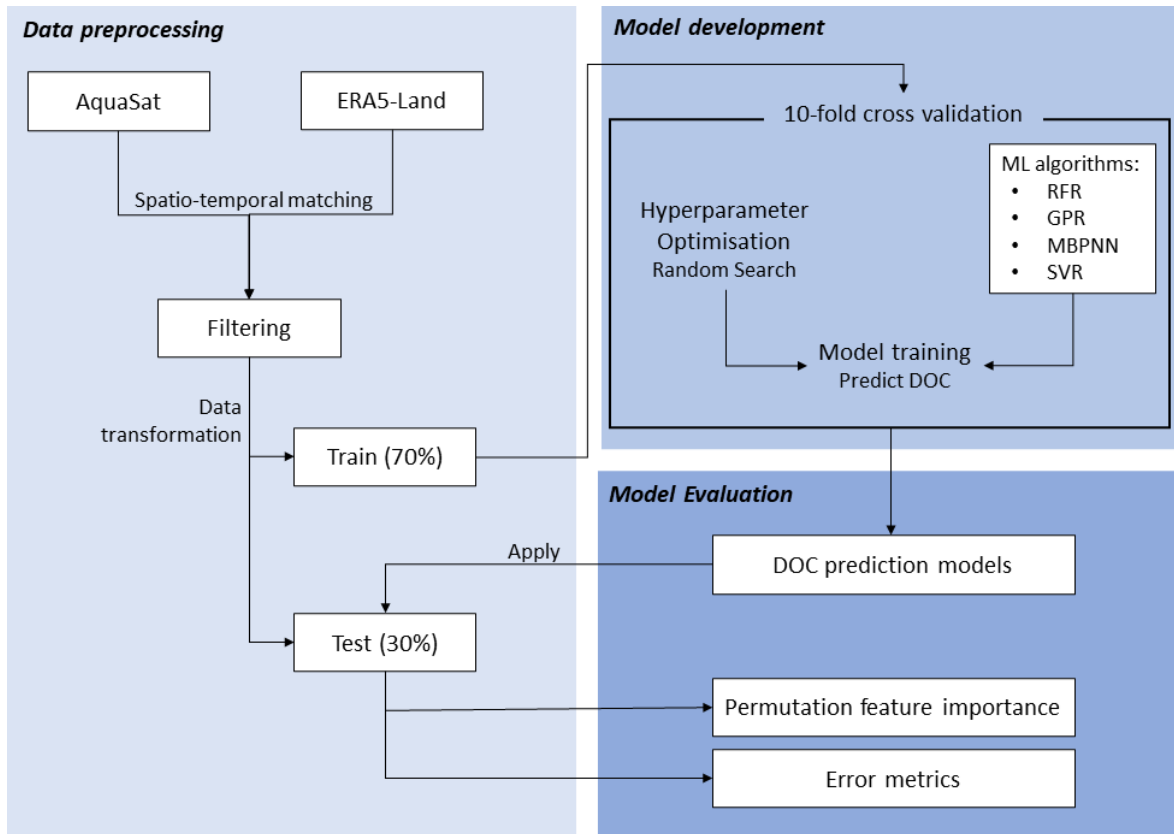 Data preprocessing
AquaSat
ERA5-Land
Spatio-temporal matching
Filtering
Data
transformation
Train (70%)
Apply
Test (30%)
Model development
10-fold cross validation
Hyperparameter
Optimisation
Random Search
ML algorithms:
• RFR
• GPR
• MBPNN
• SVR
Model training
Predict DOC
Model Evaluation
DOC prediction models
Permutation feature importance
Error metrics